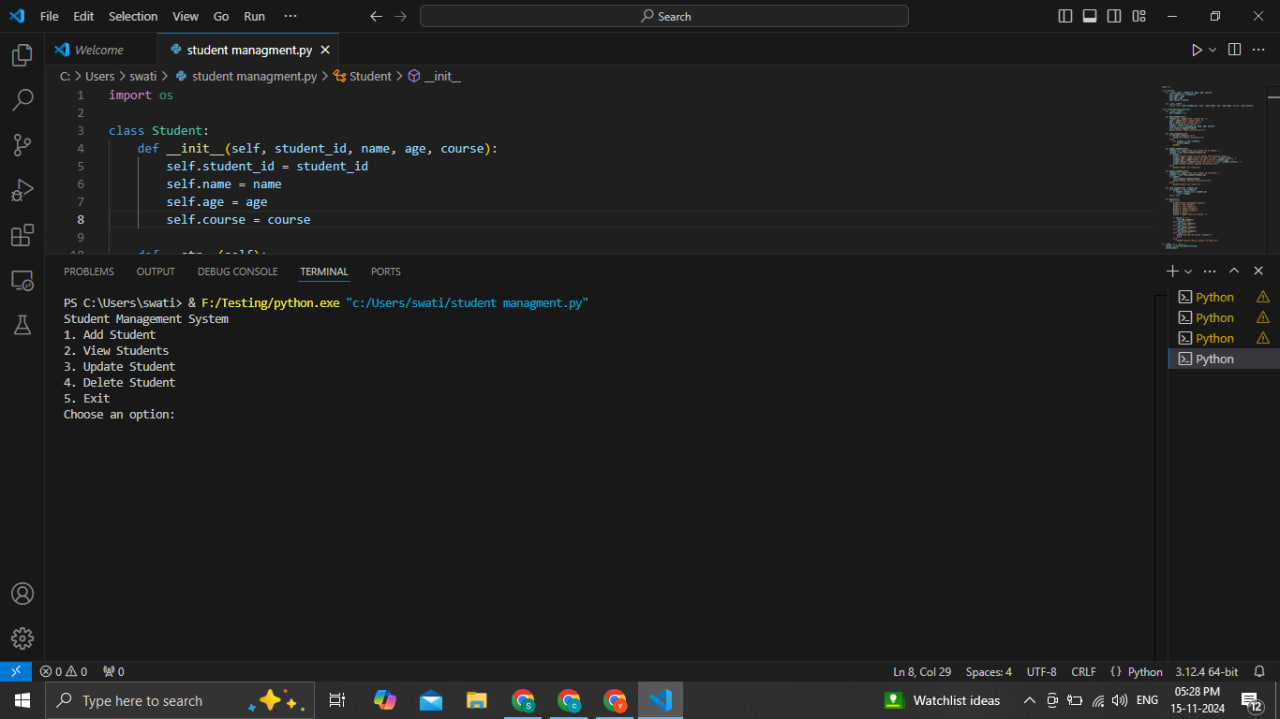 File Edit Selection View Go Run ···
Search
Welcome
student managment.py
C: > Users > swati > student managment.py > Student > __init__
1 import os
2
3 class Student:
4     def __init__(self, student_id, name, age, course):
5         self.student_id = student_id
6         self.name = name
7         self.age = age
8         self.course = course
9
PROBLEMS OUTPUT DEBUG CONSOLE TERMINAL PORTS
PS C:\Users\swati> & F:/Testing/python.exe "c:/Users/swati/student managment.py"
Student Management System
1. Add Student
2. View Students
3. Update Student
4. Delete Student
5. Exit
Choose an option:
Python
Python
Python
Python
0 0 0
Ln 8, Col 29 Spaces: 4 UTF-8 CRLF { } Python 3.12.4 64-bit
Type here to search
Watchlist ideas
ENG
05:28 PM
15-11-2024
12